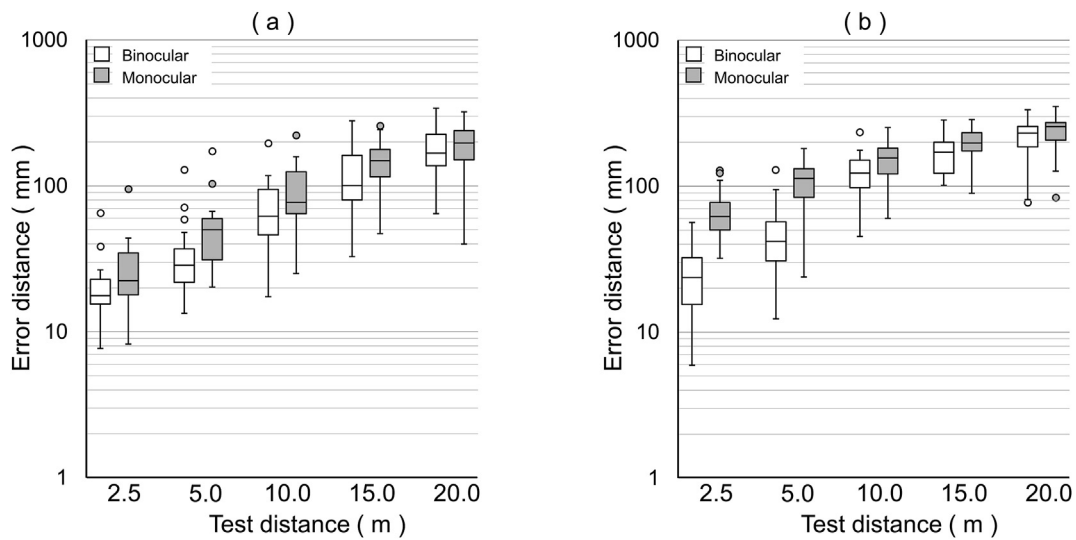 ( a )
1000
Binocular
Monocular
100
10
1
Error distance ( mm )
2.5 5.0 10.0 15.0 20.0
Test distance ( m )
( b )
1000
Binocular
Monocular
100
10
1
Error distance ( mm )
2.5 5.0 10.0 15.0 20.0
Test distance ( m )